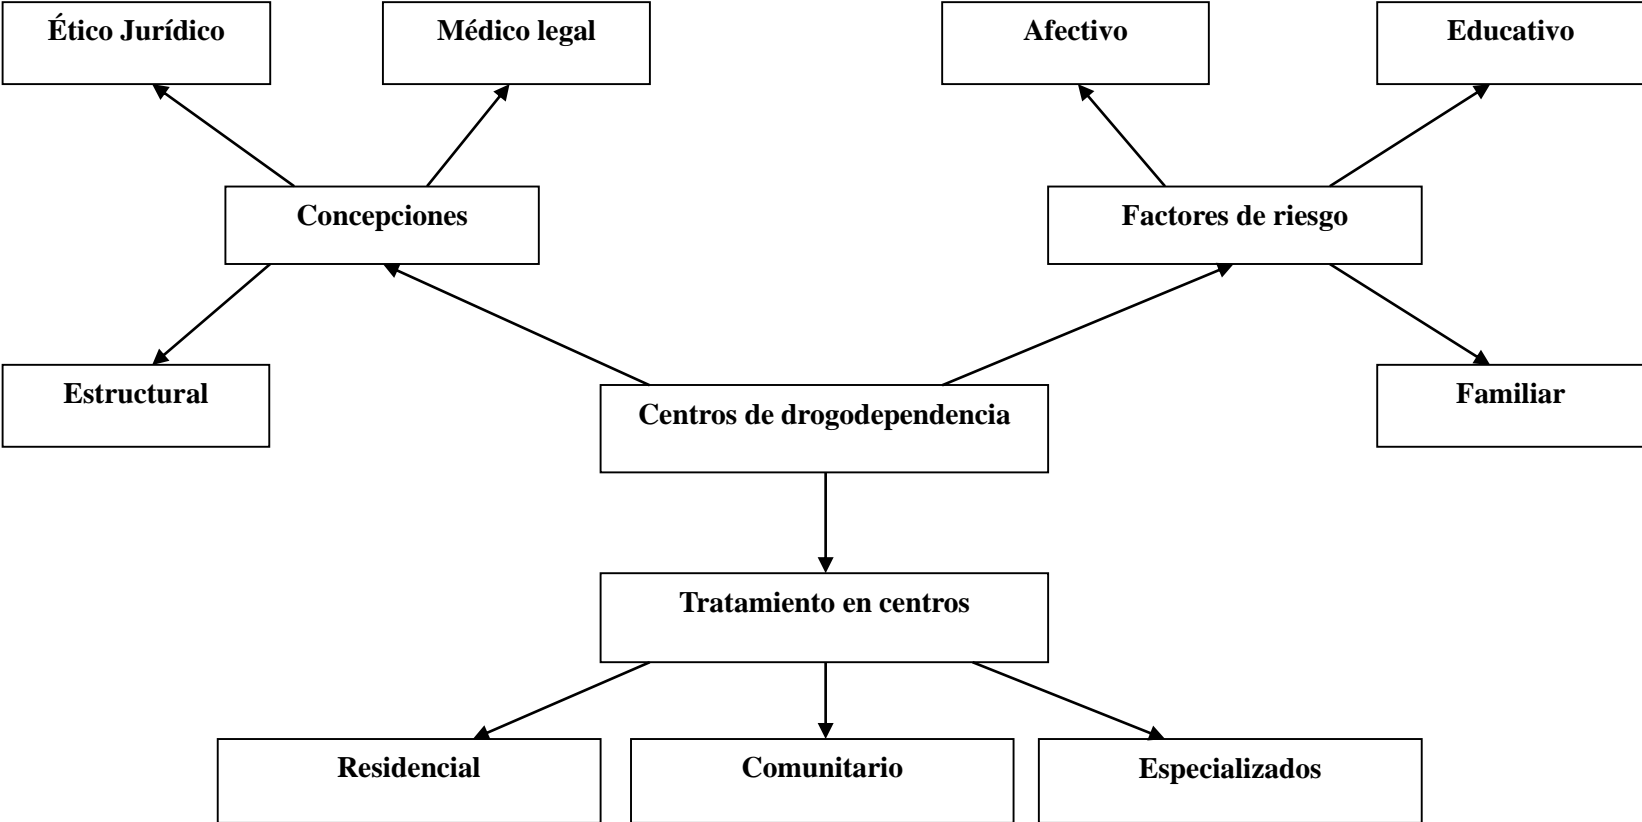 Ético Jurídico
Médico legal
Afectivo
Educativo
Concepciones
Factores de riesgo
Estructural
Centros de drogodependencia
Familiar
Tratamiento en centros
Residencial
Comunitario
Especializados